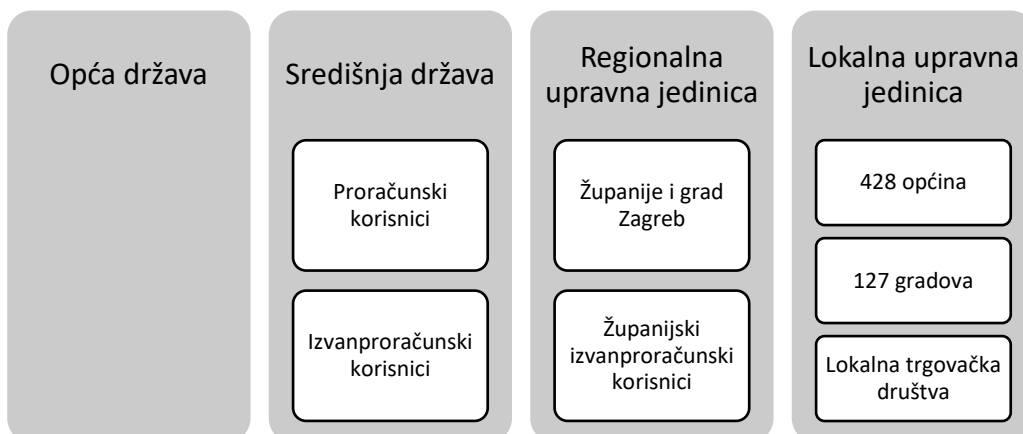 Opća država
Središnja država
Proračunski
korisnici
Izvanproračunski
korisnici
Regionalna
upravna jedinica
Županije i grad
Zagreb
Županijski
izvanproračunski
korisnici
Lokalna upravna
jedinica
428 općina
127 gradova
Lokalna trgovačka
društva